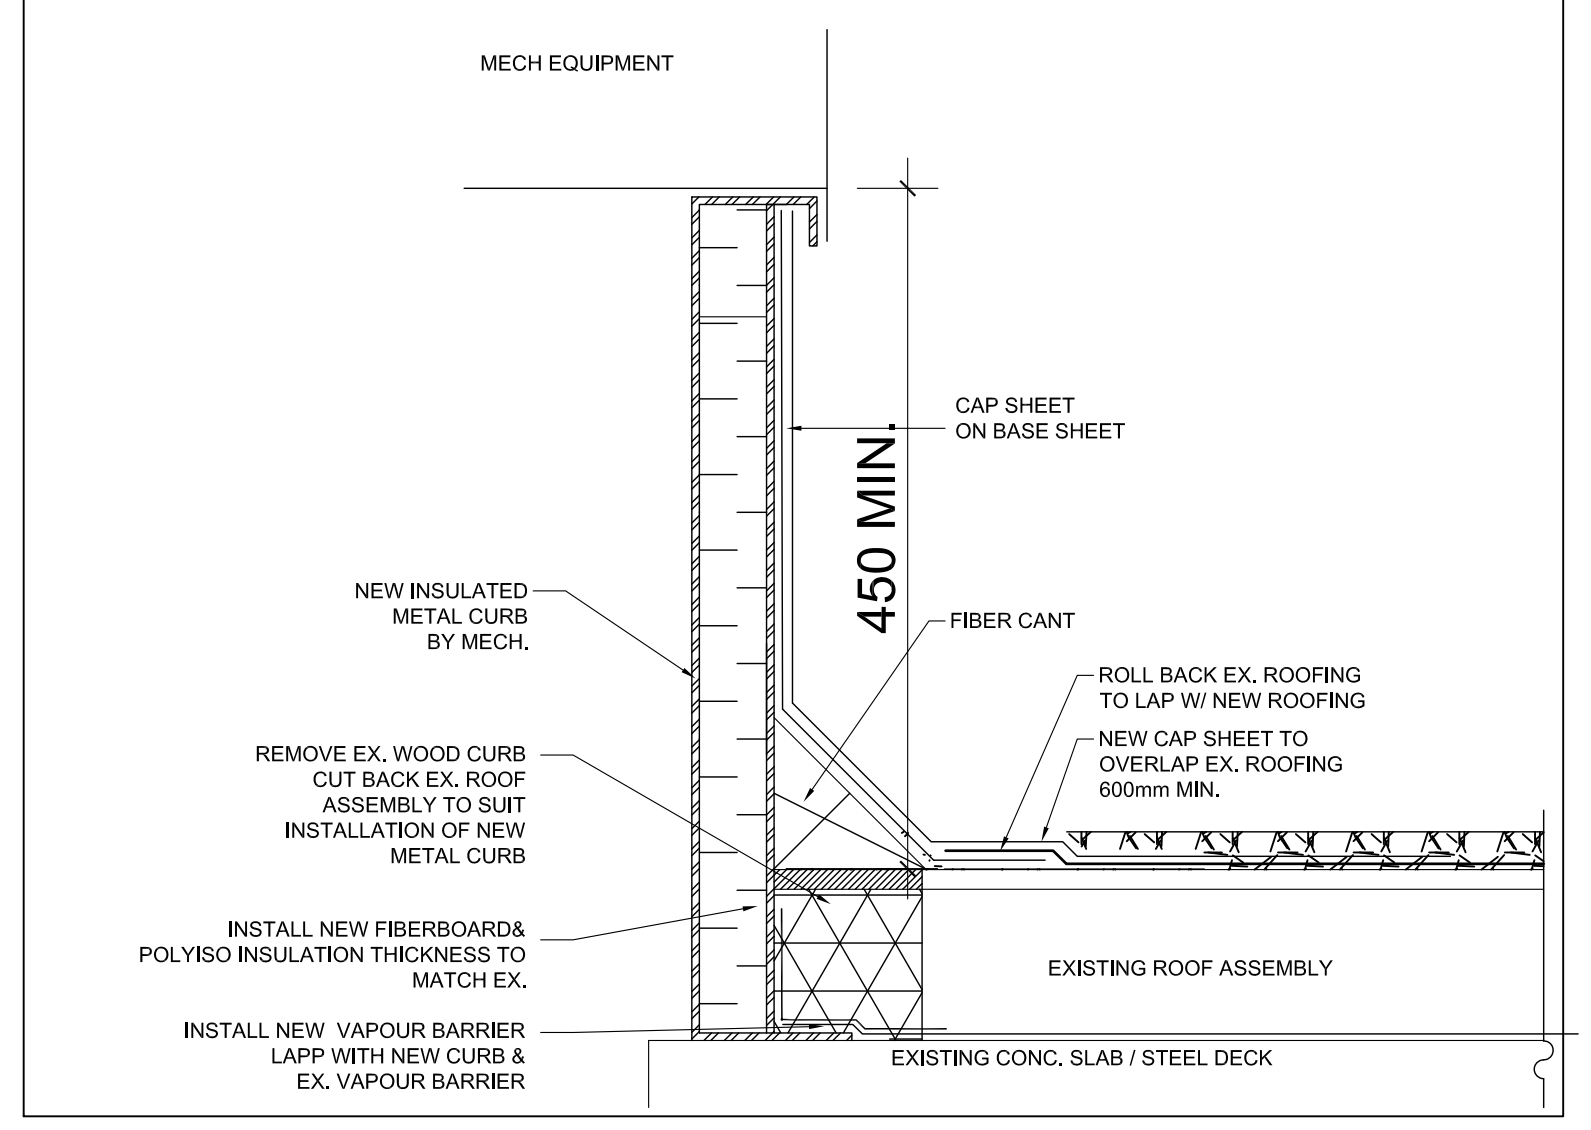 MECH EQUIPMENT
CAP SHEET
ON BASE SHEET
450 MIN.
NEW INSULATED
METAL CURB
BY MECH.
FIBER CANT
ROLL BACK EX. ROOFING
TO LAP W/ NEW ROOFING
NEW CAP SHEET TO
OVERLAP EX. ROOFING
600mm MIN.
REMOVE EX. WOOD CURB
CUT BACK EX. ROOF
ASSEMBLY TO SUIT
INSTALLATION OF NEW
METAL CURB
INSTALL NEW FIBERBOARD&
POLYISO INSULATION THICKNESS TO
MATCH EX.
EXISTING ROOF ASSEMBLY
INSTALL NEW  VAPOUR BARRIER
LAPP WITH NEW CURB &
EX. VAPOUR BARRIER
EXISTING CONC. SLAB / STEEL DECK